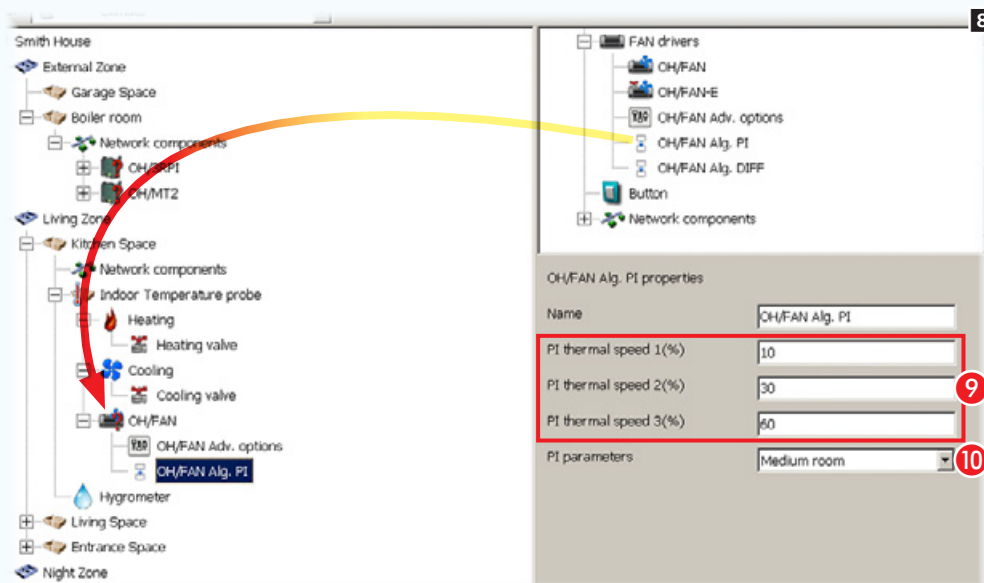 8
Smith House
External Zone
Garage Space
Boiler room
Network components
OH/3RPI
OH/MT2
Living Zone
Kitchen Space
Network components
Indoor Temperature probe
Heating
Heating valve
Cooling
Cooling valve
OH/FAN
OH/FAN Adv. options
OH/FAN Alg. PI
Hygrometer
Living Space
Entrance Space
Night Zone
FAN drivers
OH/FAN
OH/FAN-E
OH/FAN Adv. options
OH/FAN Alg. PI
OH/FAN Alg. DIFF
Button
Network components
OH/FAN Alg. PI properties
Name OH/FAN Alg. PI
PI thermal speed 1(%) 10
PI thermal speed 2(%) 30 9
PI thermal speed 3(%) 60
PI parameters Medium room 10